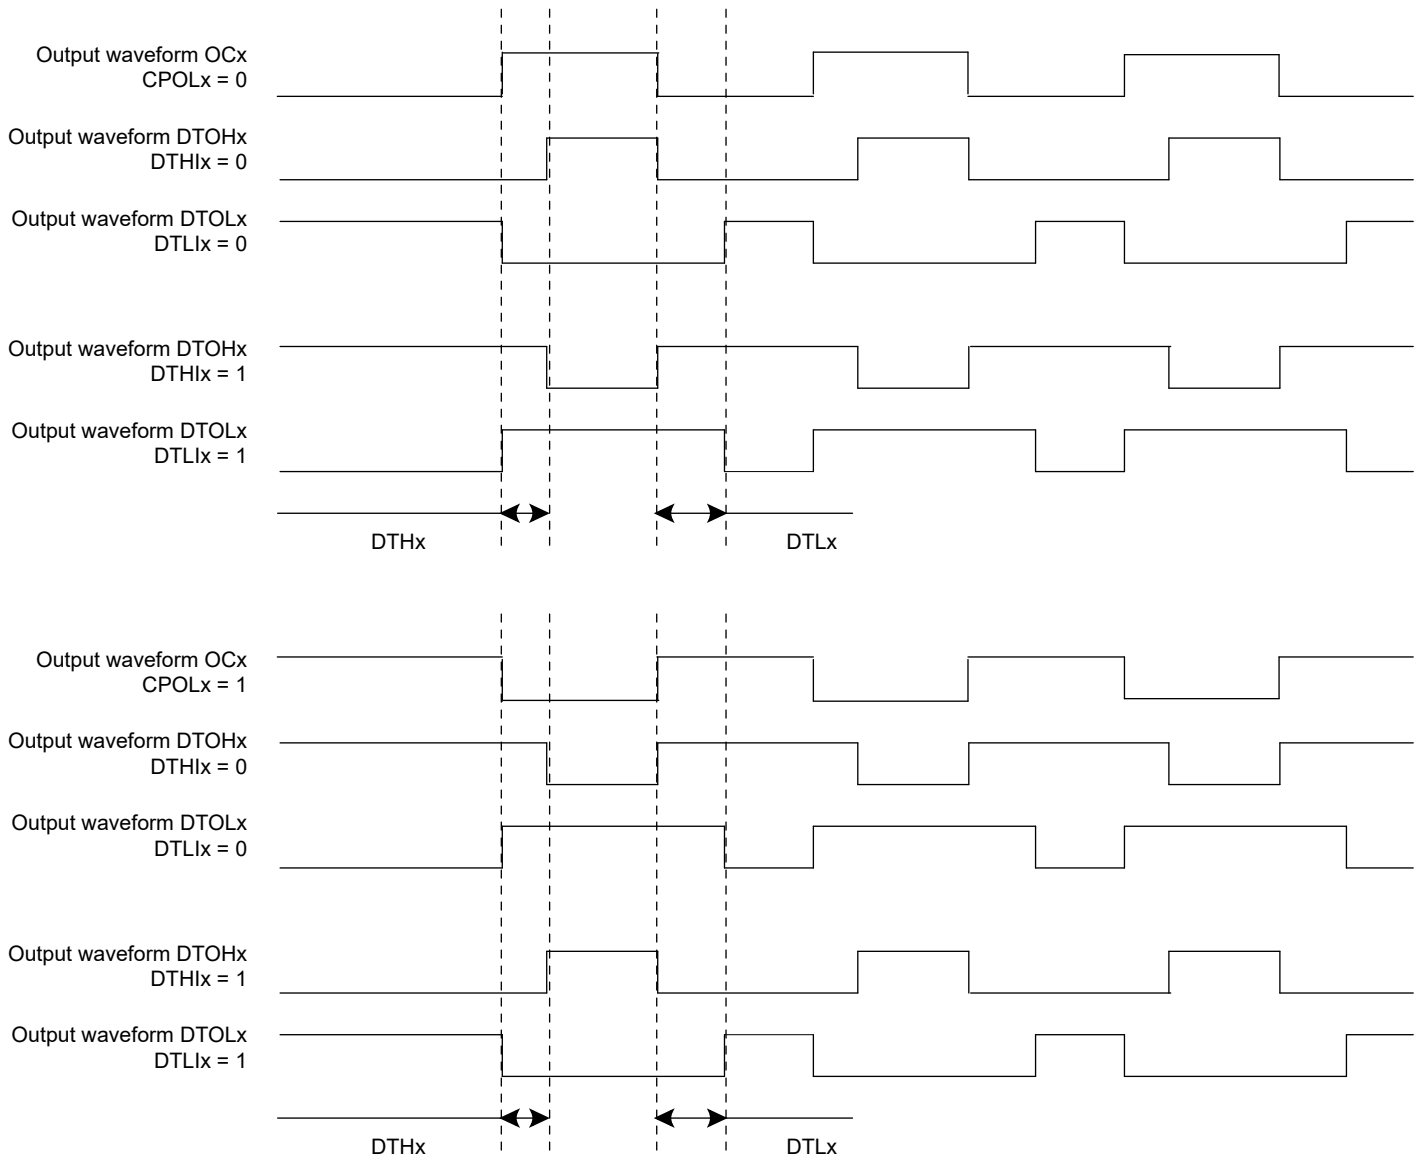 Output waveform OCx
CPOLx = 0
Output waveform DTOHx
DTHIx = 0
Output waveform DTOLx
DTLIx = 0
Output waveform DTOHx
DTHIx = 1
Output waveform DTOLx
DTLIx = 1
DTHx
DTLx
Output waveform OCx
CPOLx = 1
Output waveform DTOHx
DTHIx = 0
Output waveform DTOLx
DTLIx = 0
Output waveform DTOHx
DTHIx = 1
Output waveform DTOLx
DTLIx = 1
DTHx
DTLx